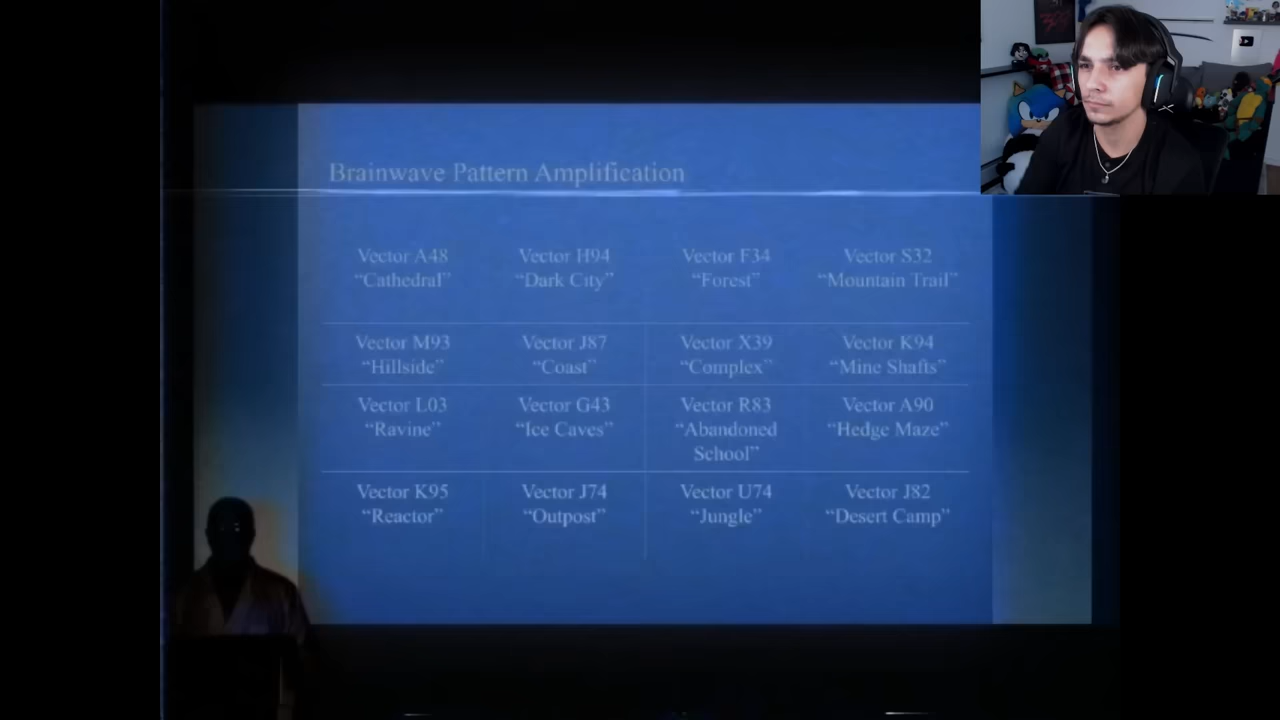 Brainwave Pattern Amplification
Vector A48
“Cathedral”
Vector H94
“Dark City”
Vector F34
“Forest”
Vector S32
“Mountain Trail”
Vector M93
“Hillside”
Vector J87
“Coast”
Vector X39
“Complex”
Vector K94
“Mine Shafts”
Vector L03
“Ravine”
Vector G43
“Ice Caves”
Vector R83
“Abandoned
School”
Vector A90
“Hedge Maze”
Vector K95
“Reactor”
Vector J74
“Outpost”
Vector U74
“Jungle”
Vector J82
“Desert Camp”